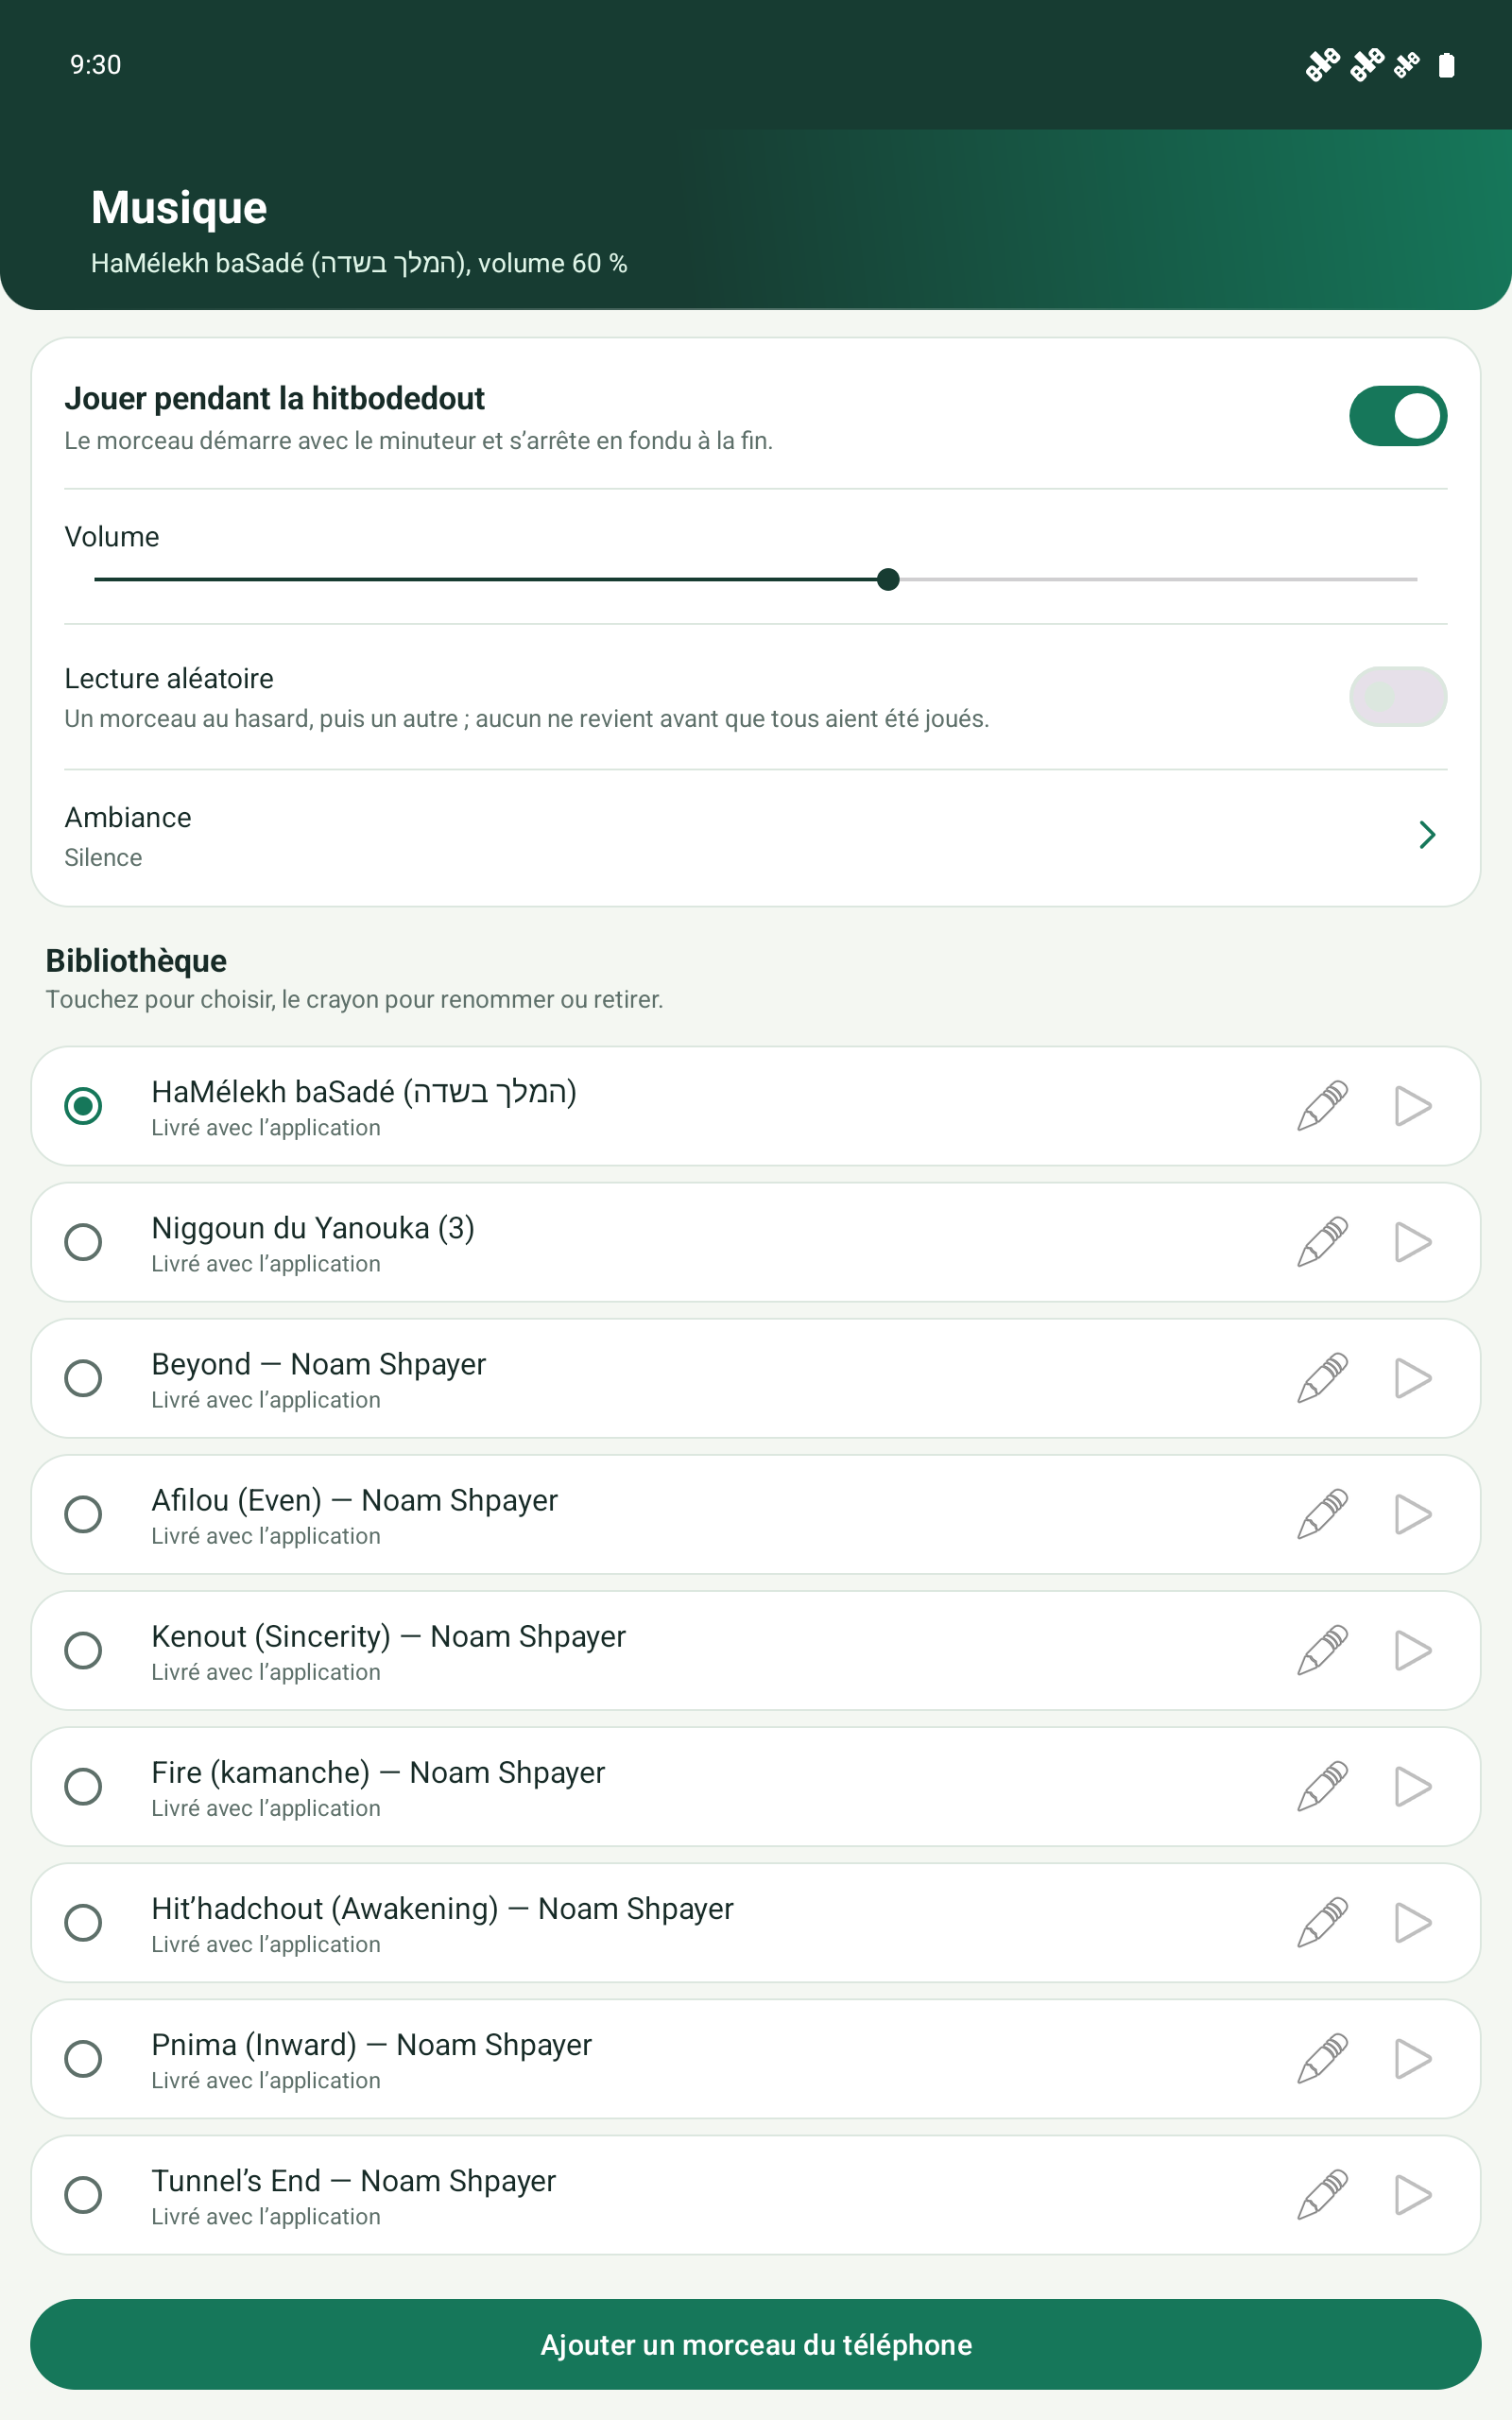 9:30
Musique
HaMélekh baSadé (המלך בשדה), volume 60 %
Jouer pendant la hitbodedout
Le morceau démarre avec le minuteur et s’arrête en fondu à la fin.
Volume
Lecture aléatoire
Un morceau au hasard, puis un autre ; aucun ne revient avant que tous aient été joués.
Ambiance
Silence
Bibliothèque
Touchez pour choisir, le crayon pour renommer ou retirer.
HaMélekh baSadé (המלך בשדה)
Livré avec l’application
Niggoun du Yanouka (3)
Livré avec l’application
Beyond — Noam Shpayer
Livré avec l’application
Afilou (Even) — Noam Shpayer
Livré avec l’application
Kenout (Sincerity) — Noam Shpayer
Livré avec l’application
Fire (kamanche) — Noam Shpayer
Livré avec l’application
Hit’hadchout (Awakening) — Noam Shpayer
Livré avec l’application
Pnima (Inward) — Noam Shpayer
Livré avec l’application
Tunnel’s End — Noam Shpayer
Livré avec l’application
Ajouter un morceau du téléphone